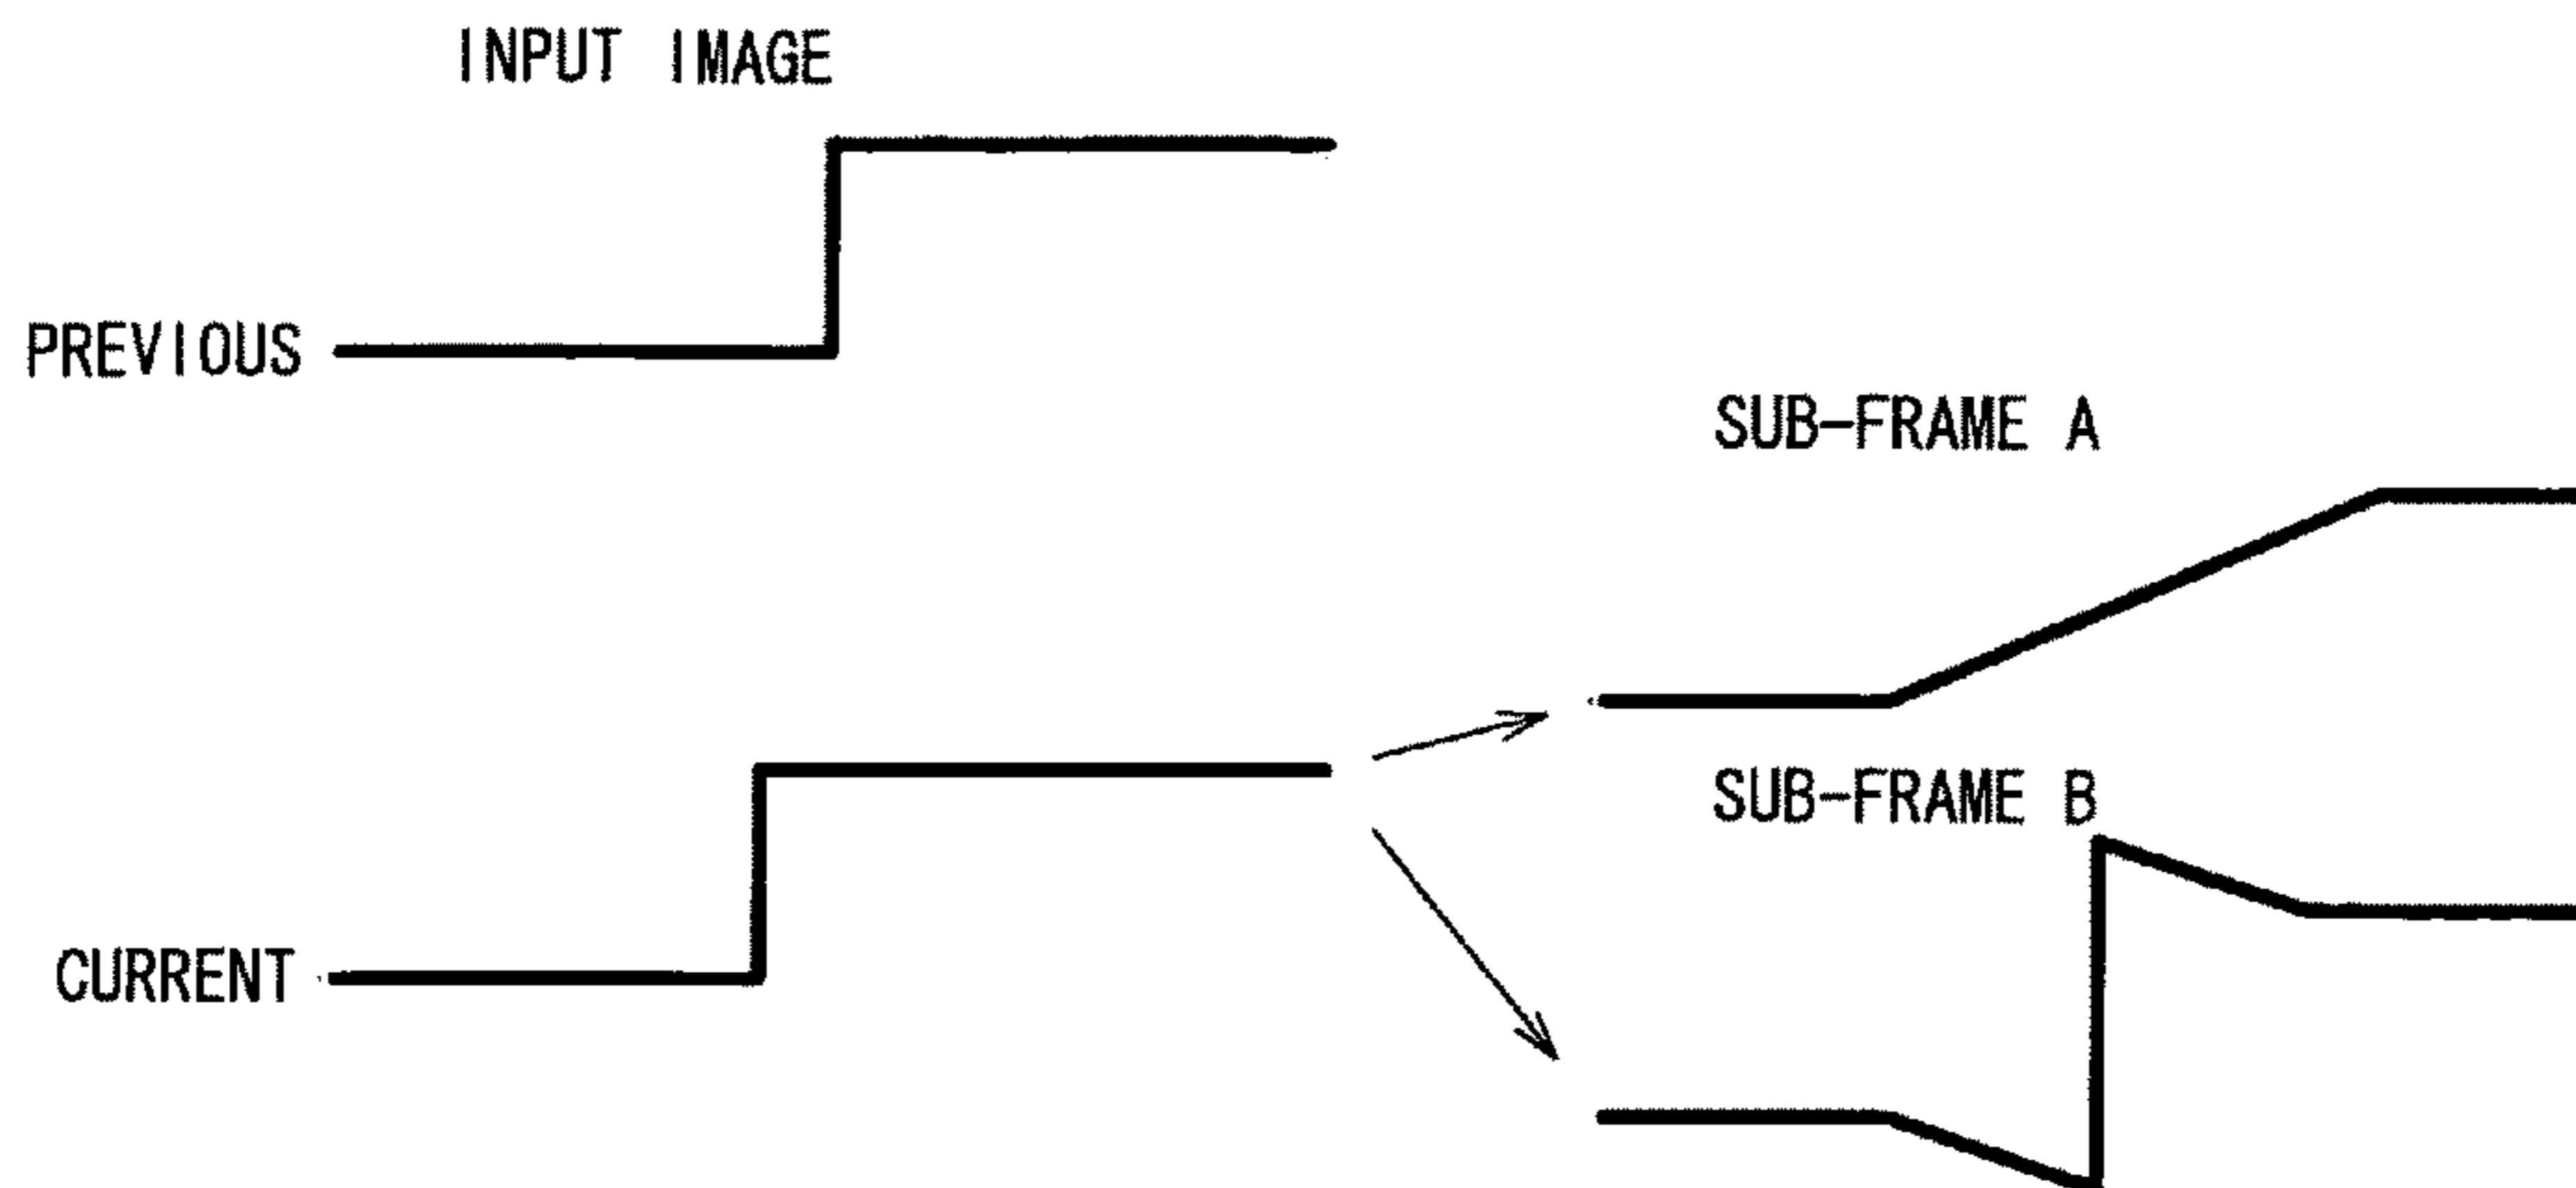 INPUT IMAGE
PREVIOUS
SUB-FRAME A
SUB-FRAME B
CURRENT